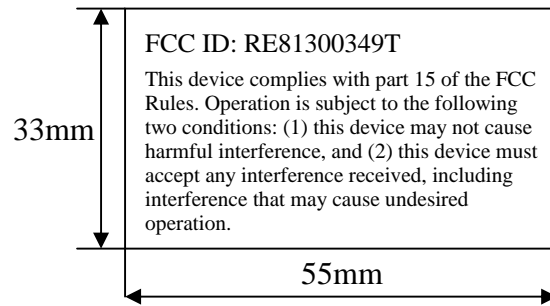 FCC ID: RE81300349T
This device complies with part 15 of the FCC
Rules. Operation is subject to the following
two conditions: (1) this device may not cause
harmful interference, and (2) this device must
accept any interference received, including
interference that may cause undesired
operation.
33mm
55mm